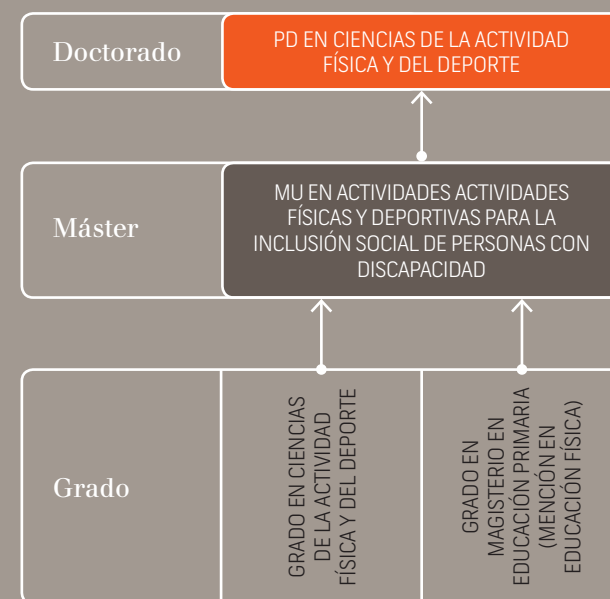 Doctorado
PD EN CIENCIAS DE LA ACTIVIDAD
FÍSICA Y DEL DEPORTE
Máster
MU EN ACTIVIDADES ACTIVIDADES
FÍSICAS Y DEPORTIVAS PARA LA
INCLUSIÓN SOCIAL DE PERSONAS CON
DISCAPACIDAD
Grado
GRADO EN CIENCIAS
DE LA ACTIVIDAD
FÍSICA Y DEL DEPORTE
GRADO EN
MAGISTERIO EN
EDUCACIÓN PRIMARIA
(MENCIÓN EN
EDUCACIÓN FÍSICA)